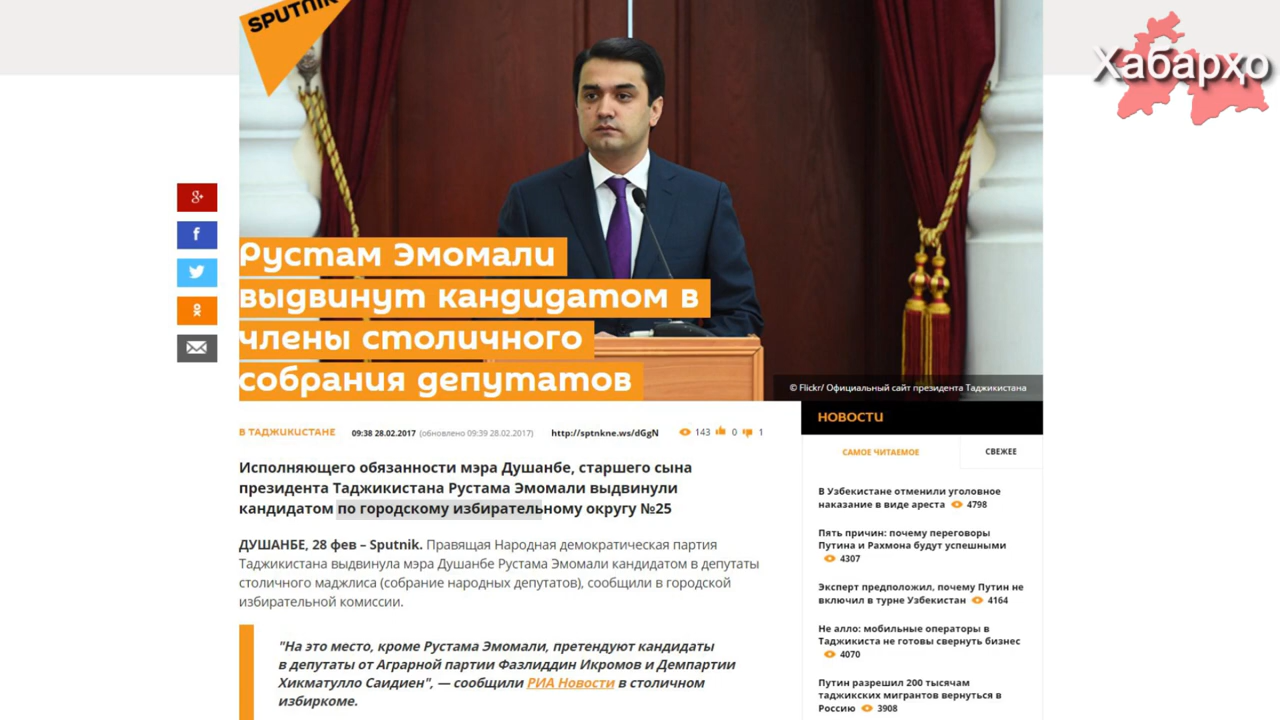 SPUTNIK
Хабарҳо
Рустам Эмомали
выдвинут кандидатом в
члены столичного
собрания депутатов
© Flickr/ Официальный сайт президента Таджикистана
В ТАДЖИКИСТАНЕ 09:38 28.02.2017 (обновлено 09:39 28.02.2017) http://sptnkne.ws/dGgN 143 0 1
Исполняющего обязанности мэра Душанбе, старшего сына
президента Таджикистана Рустама Эмомали выдвинули
кандидатом по городскому избирательному округу №25
ДУШАНБЕ, 28 фев – Sputnik. Правящая Народная демократическая партия
Таджикистана выдвинула мэра Душанбе Рустама Эмомали кандидатом в депутаты
столичного маджлиса (собрание народных депутатов), сообщили в городской
избирательной комиссии.
"На это место, кроме Рустама Эмомали, претендуют кандидаты
в депутаты от Аграрной партии Фазлиддин Икромов и Демпартии
Хикматулло Саидиен", — сообщили РИА Новости в столичном
избиркоме.
НОВОСТИ
САМОЕ ЧИТАЕМОЕ СВЕЖЕЕ
В Узбекистане отменили уголовное
наказание в виде ареста 4798
Пять причин: почему переговоры
Путина и Рахмона будут успешными
4307
Эксперт предположил, почему Путин не
включил в турне Узбекистан 4164
Не алло: мобильные операторы в
Таджикиста не готовы свернуть бизнес
4070
Путин разрешил 200 тысячам
таджикских мигрантов вернуться в
Россию 3908